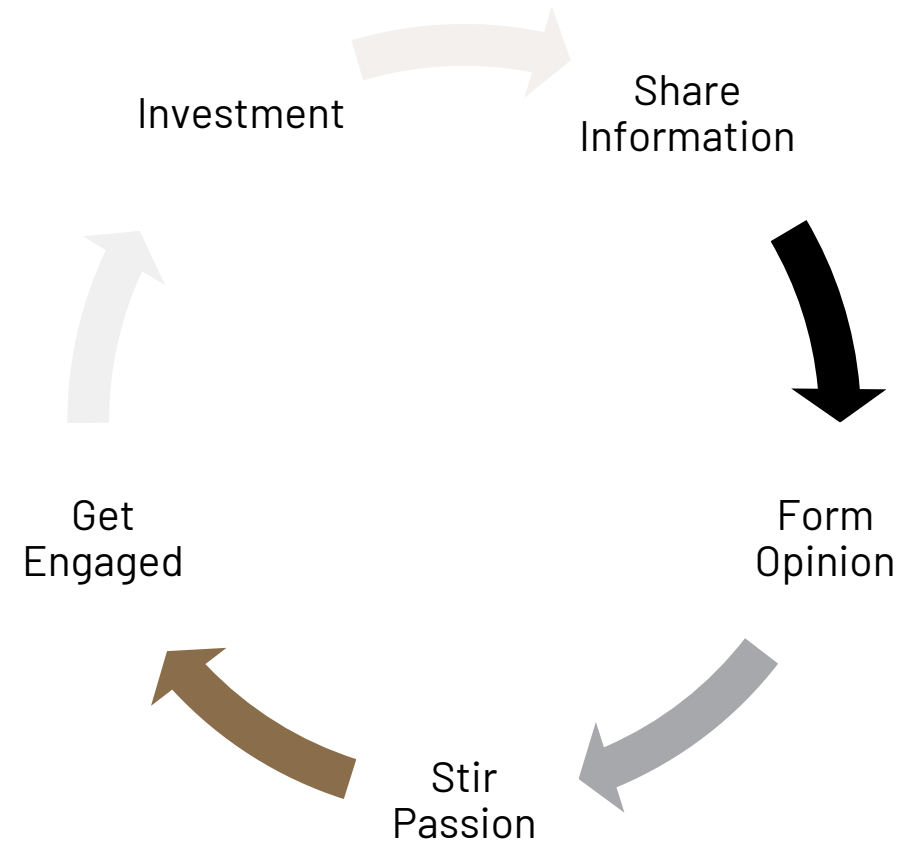 Investment
Share
Information
Form
Opinion
Stir
Passion
Get
Engaged